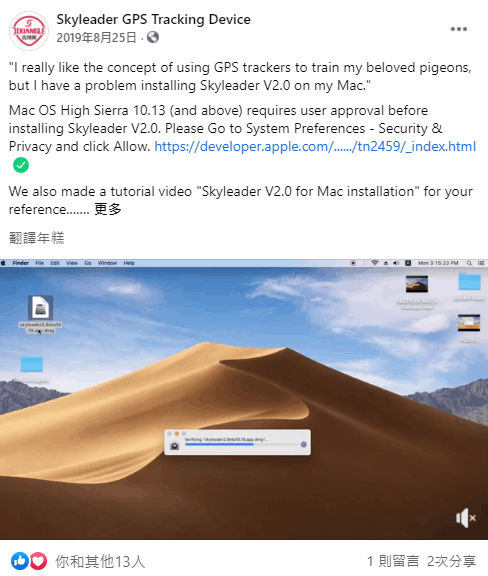 Skyleader GPS Tracking Device
2019年8月25日
JIXIANGLE
吉翔樂
"I really like the concept of using GPS trackers to train my beloved pigeons,
but I have a problem installing Skyleader V2.0 on my Mac."
Mac OS High Sierra 10.13 (and above) requires user approval before
installing Skyleader V2.0. Please Go to System Preferences - Security &
Privacy and click Allow. https://developer.apple.com/....../tn2459/_index.html
We also made a tutorial video "Skyleader V2.0 for Mac installation" for your
reference....... 更多
翻譯年糕
Finder File Edit View Go Window Help
Mon 3:15:23 PM
Verifying "skyleader2.0beta10.19.app.dmg"...
你和其他13人
1 則留言 2次分享